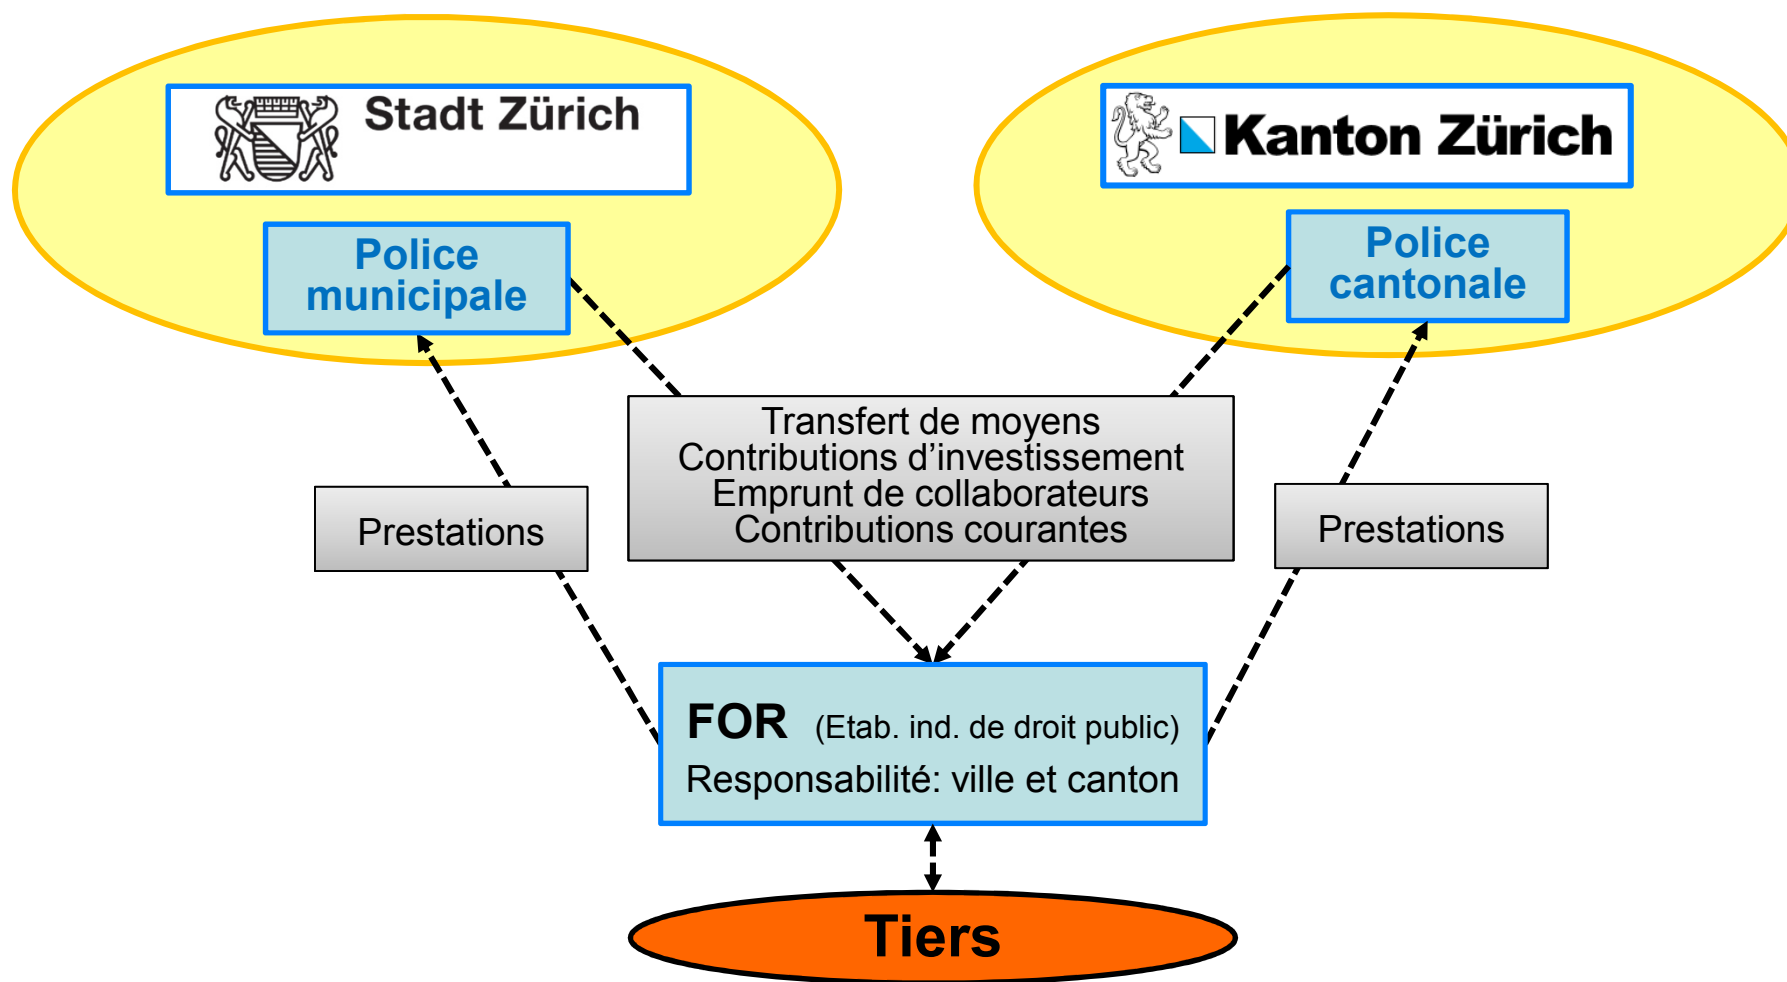 Stadt Zürich
Kanton Zürich
Police
municipale
Police
cantonale
Transfert de moyens
Contributions d’investissement
Emprunt de collaborateurs
Contributions courantes
Prestations
Prestations
FOR (Etab. ind. de droit public)
Responsabilité: ville et canton
Tiers